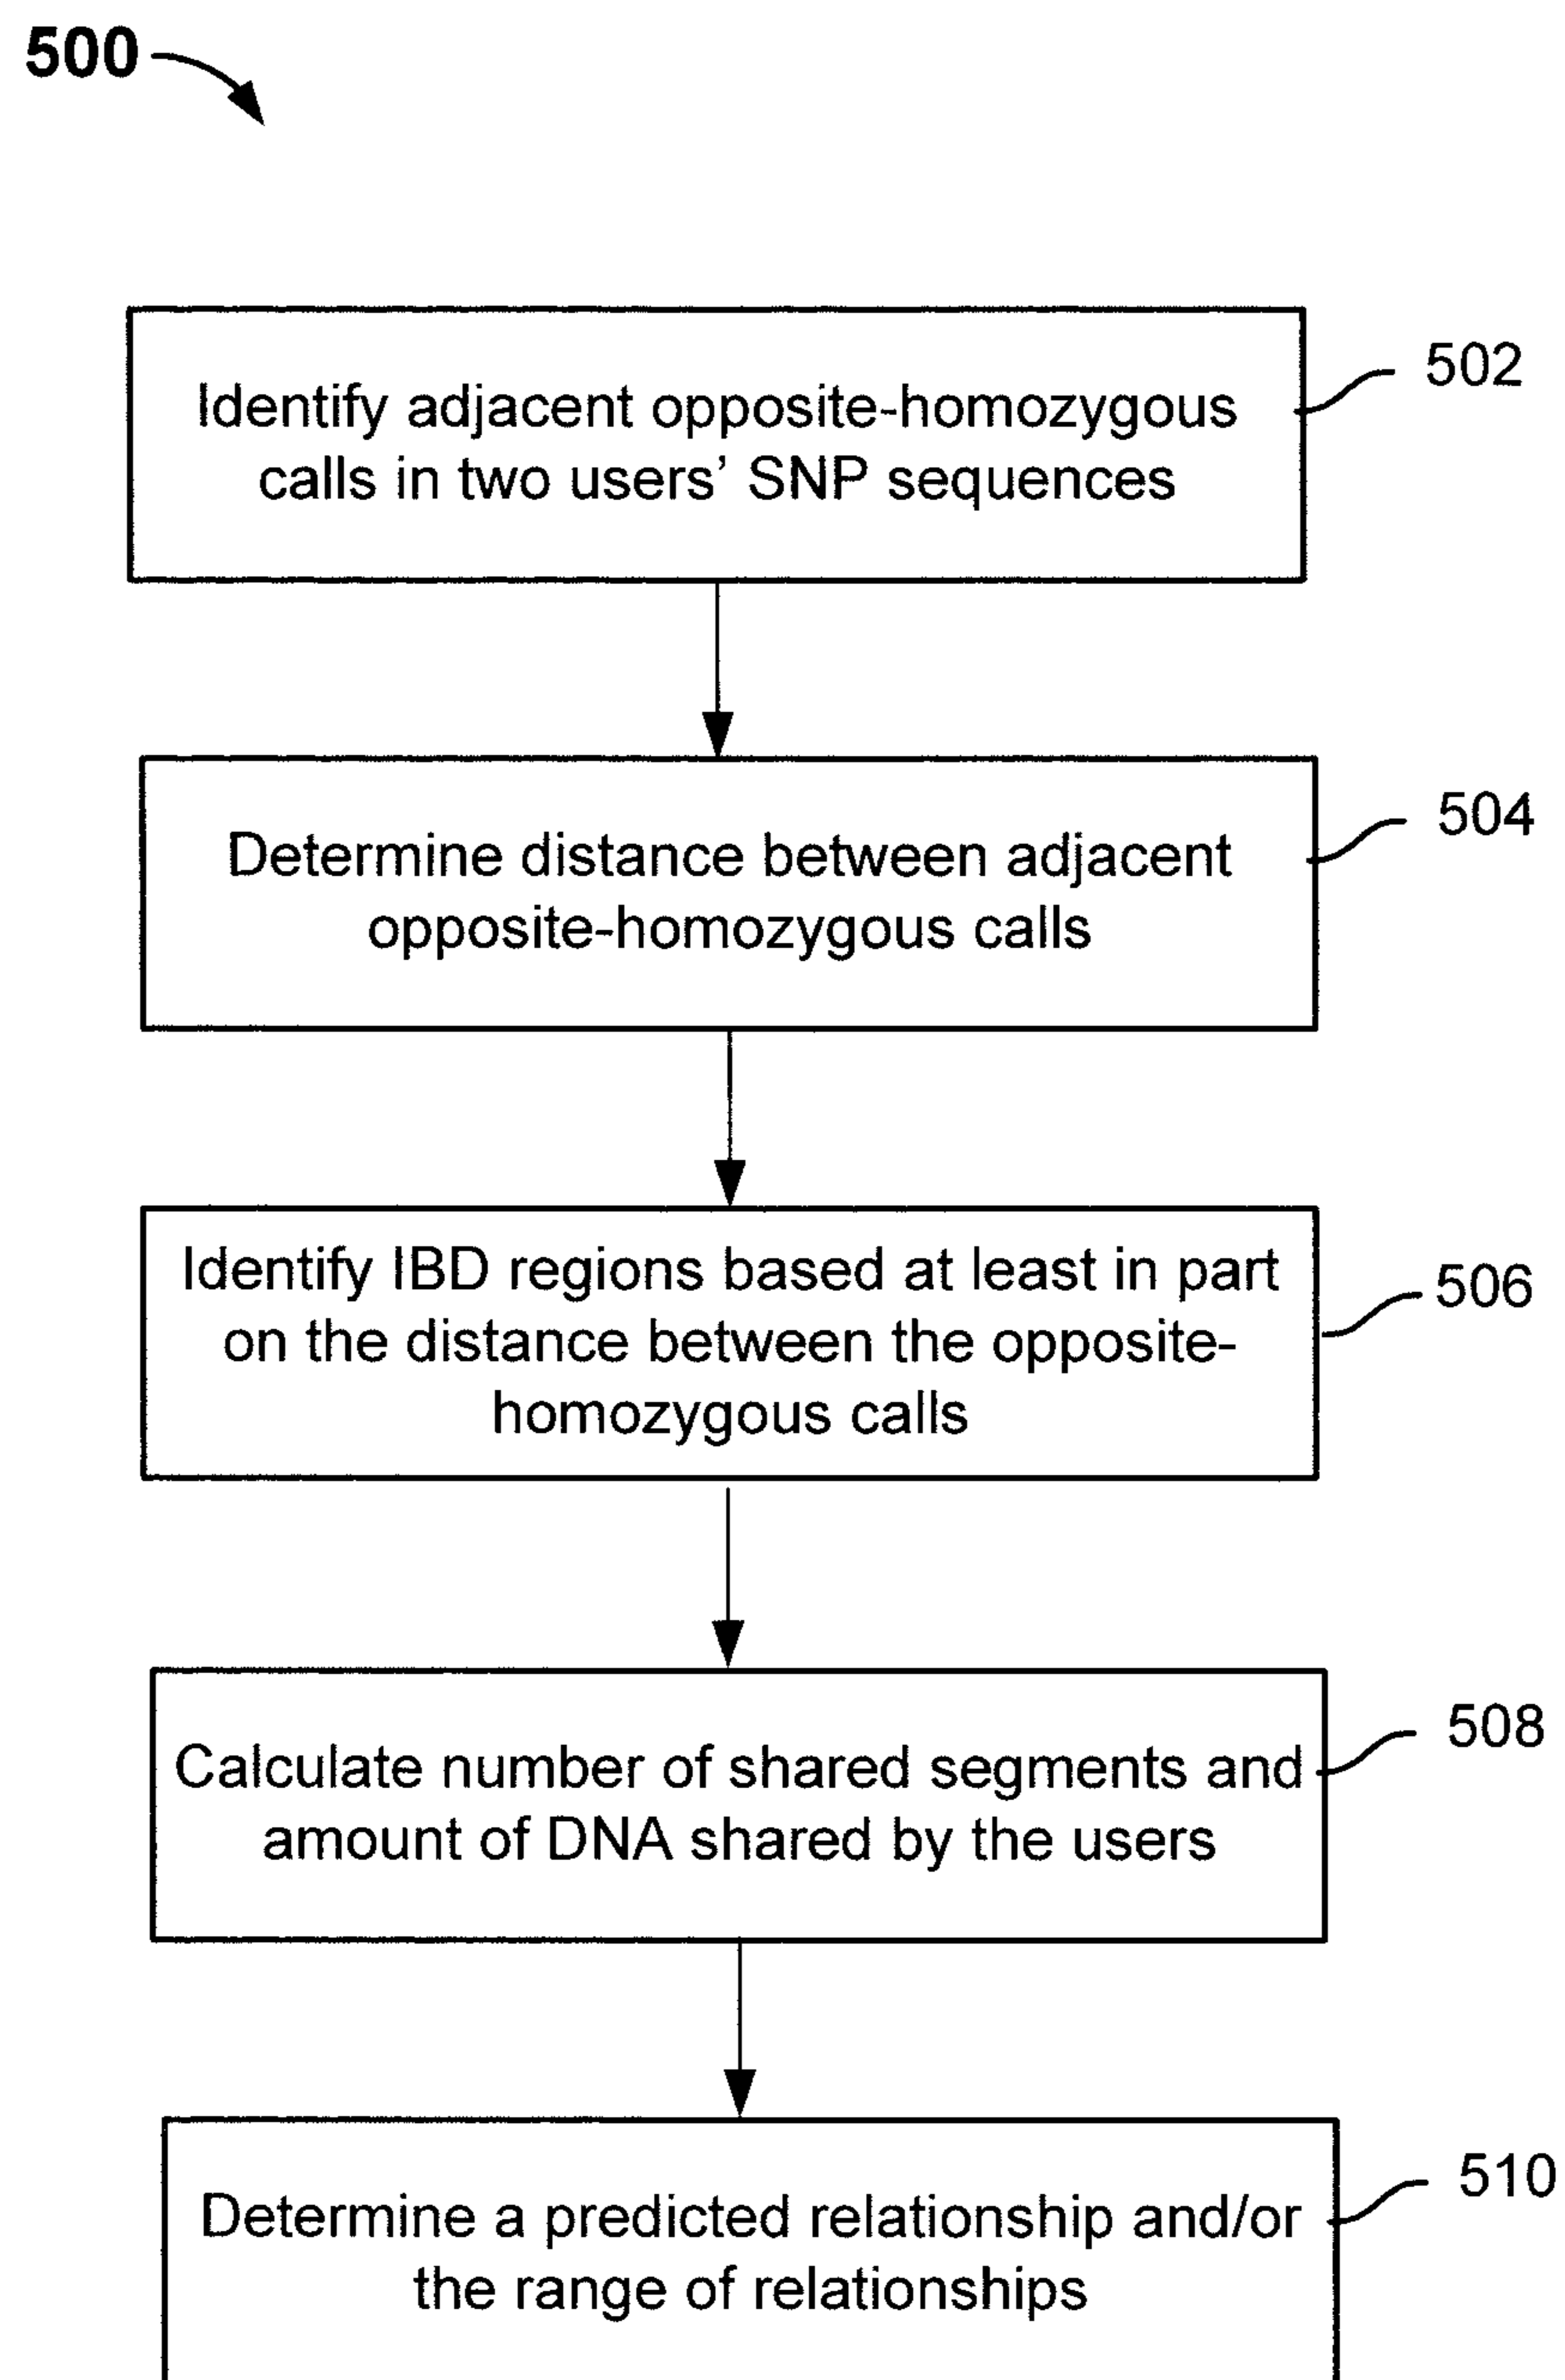 500
Identify adjacent opposite-homozygous
calls in two users’ SNP sequences
502
Determine distance between adjacent
opposite-homozygous calls
504
Identify IBD regions based at least in part
on the distance between the opposite-
homozygous calls
506
Calculate number of shared segments and
amount of DNA shared by the users
508
Determine a predicted relationship and/or
the range of relationships
510